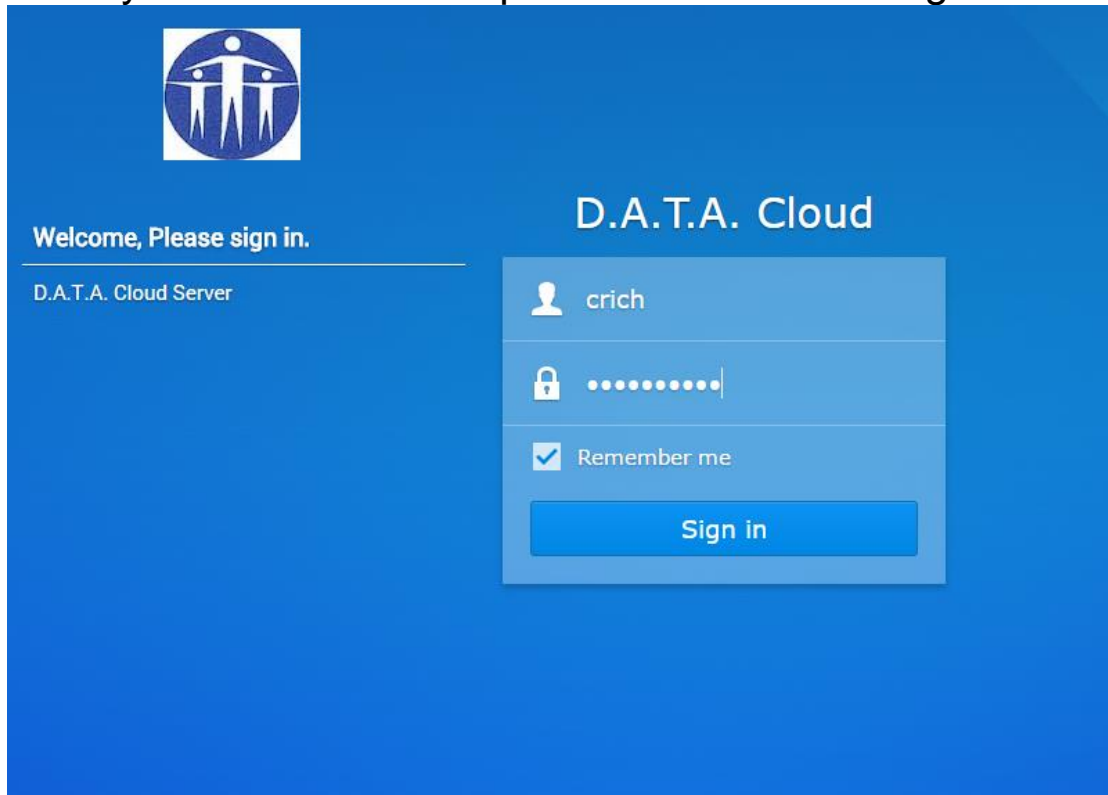 Welcome, Please sign in.
D.A.T.A. Cloud Server
D.A.T.A. Cloud
crich
••••••••••
Remember me
Sign in